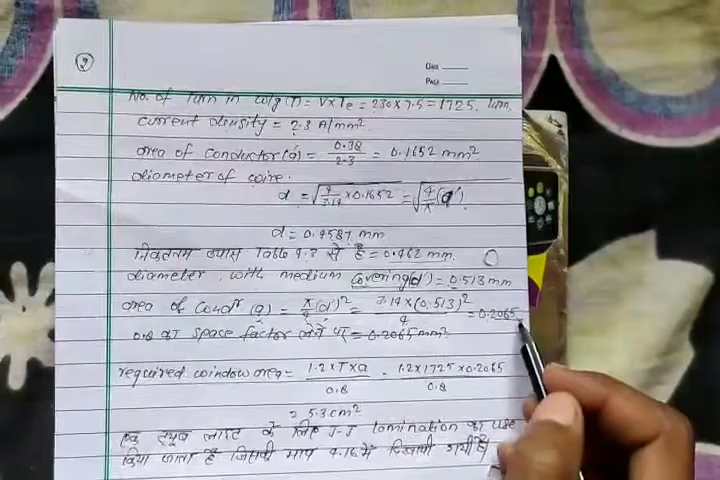 2
Date
Page
No. of Turn in wdg (T) = V×Te = 230×7.5 = 1725. Turn.
current density = 2.3 A/mm²
area of conductor (a') = 0.38/2.3 = 0.1652 mm²
diameter of wire.
d = √(4/3.14 × 0.1652) = √(4/π (a'))
d = 0.4587 mm
निकटतम व्यास Table 4.3 से है = 0.462 mm.
diameter with medium covering (d') = 0.513 mm
area of condr (a) = π/4 (d')² = 3.14×(0.513)²/4 = 0.2065
0.8 का space factor लेने पर = 0.2065 mm²
required window area = 1.2×T×a/0.8 = 1.2×1725×0.2065/0.8
= 5.3 cm²
एक ट्यूब लाइट के लिए lamination का use
किया जाता है जिसकी माप 4.16 में दिखायी गयी है